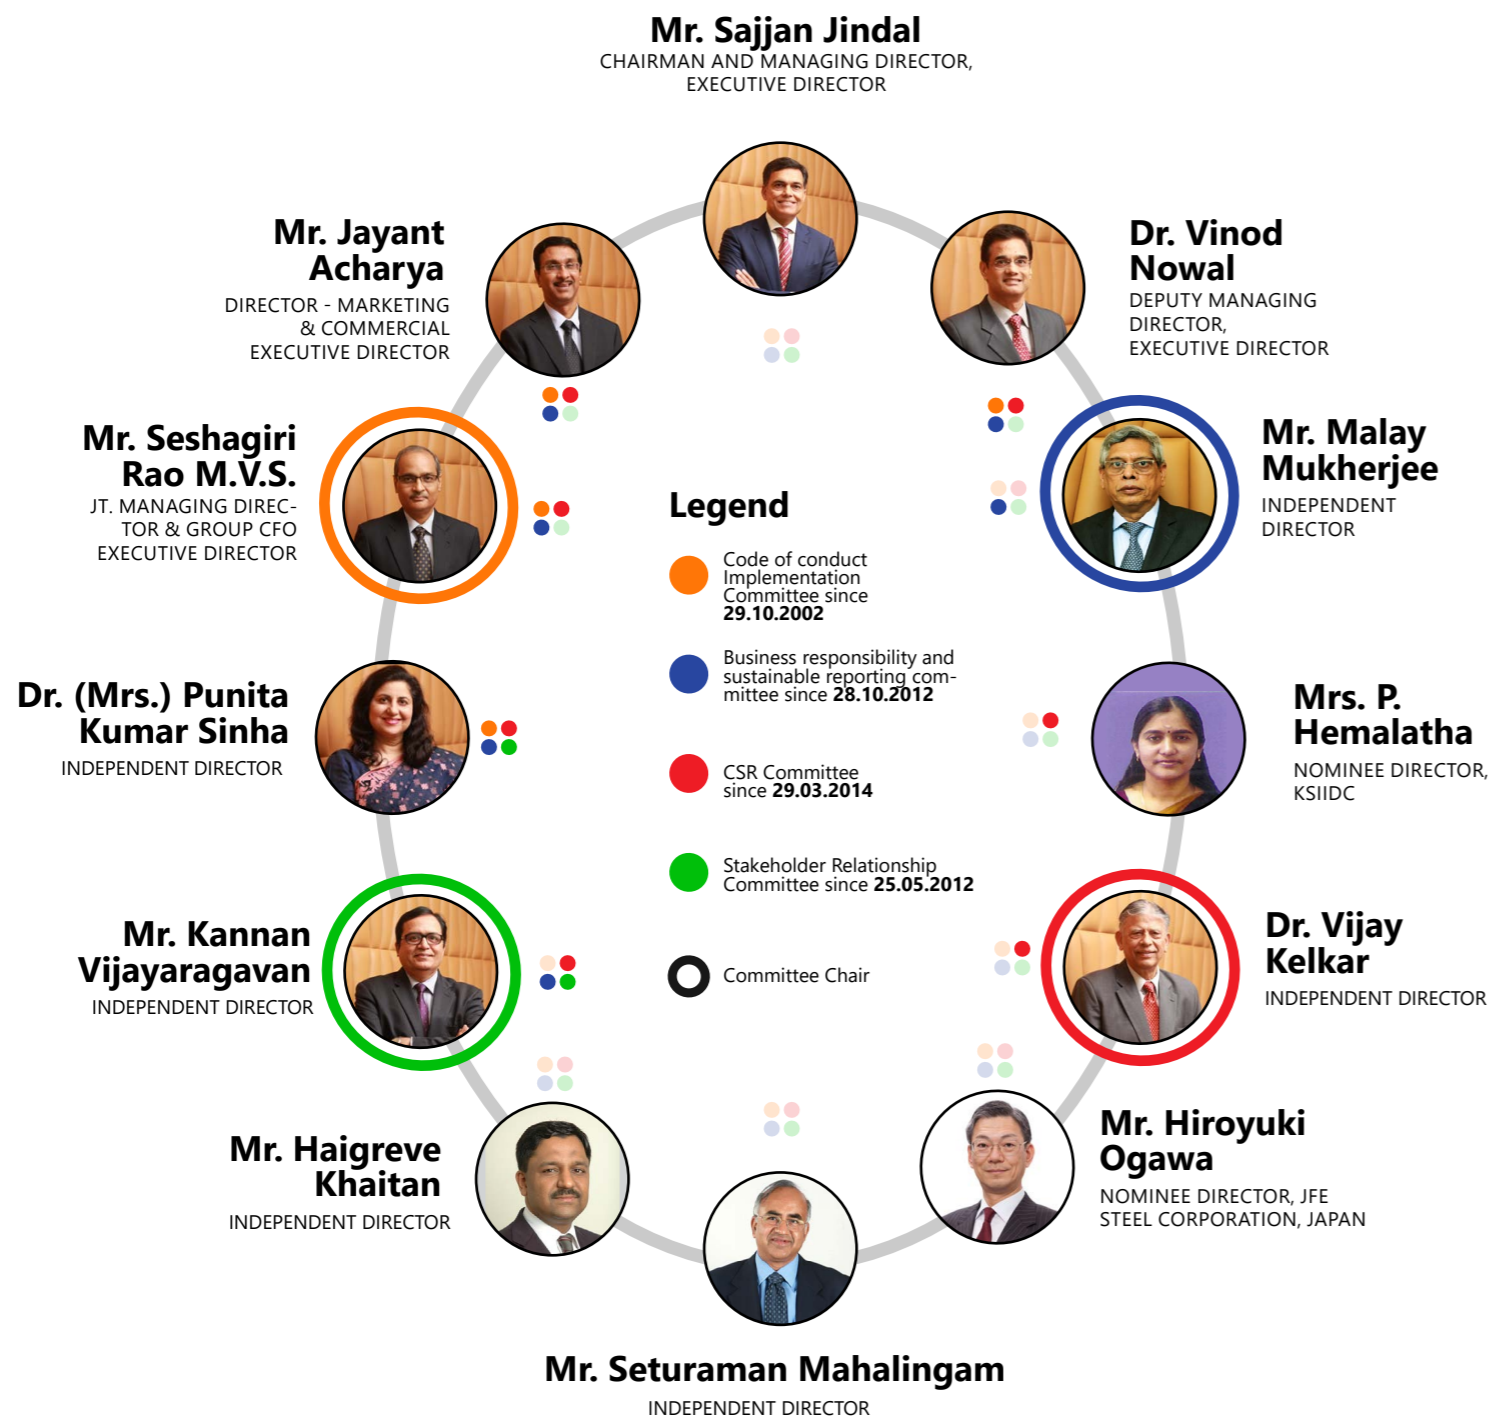 Mr. Sajjan Jindal
CHAIRMAN AND MANAGING DIRECTOR,
EXECUTIVE DIRECTOR
Mr. Jayant
Acharya
DIRECTOR - MARKETING
& COMMERCIAL
EXECUTIVE DIRECTOR
Dr. Vinod
Nowal
DEPUTY MANAGING
DIRECTOR,
EXECUTIVE DIRECTOR
Mr. Seshagiri
Rao M.V.S.
JT. MANAGING DIREC-
TOR & GROUP CFO
EXECUTIVE DIRECTOR
Mr. Malay
Mukherjee
INDEPENDENT
DIRECTOR
Legend
Code of conduct
Implementation
Committee since
29.10.2002
Business responsibility and
sustainable reporting com-
mittee since 28.10.2012
CSR Committee
since 29.03.2014
Stakeholder Relationship
Committee since 25.05.2012
Committee Chair
Dr. (Mrs.) Punita
Kumar Sinha
INDEPENDENT DIRECTOR
Mrs. P.
Hemalatha
NOMINEE DIRECTOR,
KSIIDC
Mr. Kannan
Vijayaragavan
INDEPENDENT DIRECTOR
Dr. Vijay
Kelkar
INDEPENDENT DIRECTOR
Mr. Haigreve
Khaitan
INDEPENDENT DIRECTOR
Mr. Hiroyuki
Ogawa
NOMINEE DIRECTOR, JFE
STEEL CORPORATION, JAPAN
Mr. Seturaman Mahalingam
INDEPENDENT DIRECTOR